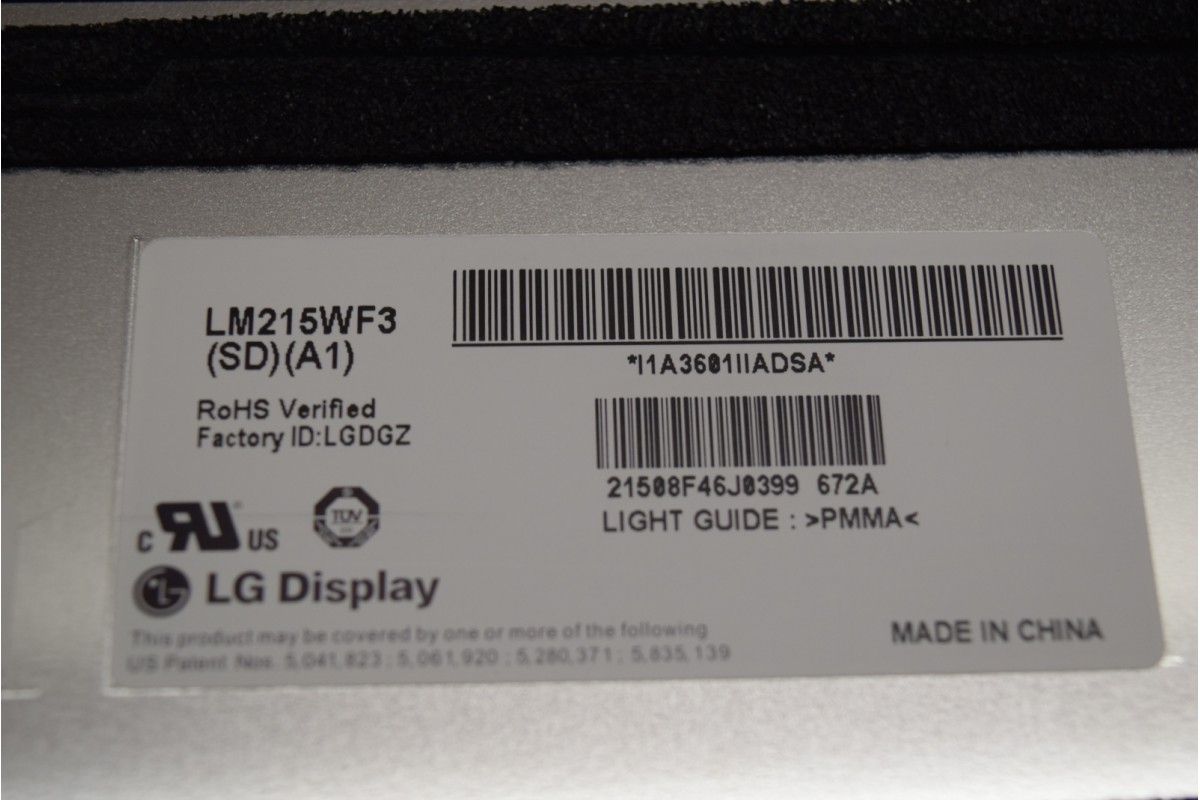 LM215WF3
(SD)(A1)
*I1A3601IIADSA*
RoHS Verified
Factory ID:LGDGZ
21508F46J0399 672A
LIGHT GUIDE : >PMMA<
c RU US
TÜV
LG Display
This product may be covered by one or more of the following
US Patent Nos. 5,041,823 ; 5,061,920 ; 5,280,371 ; 5,835,139
MADE IN CHINA